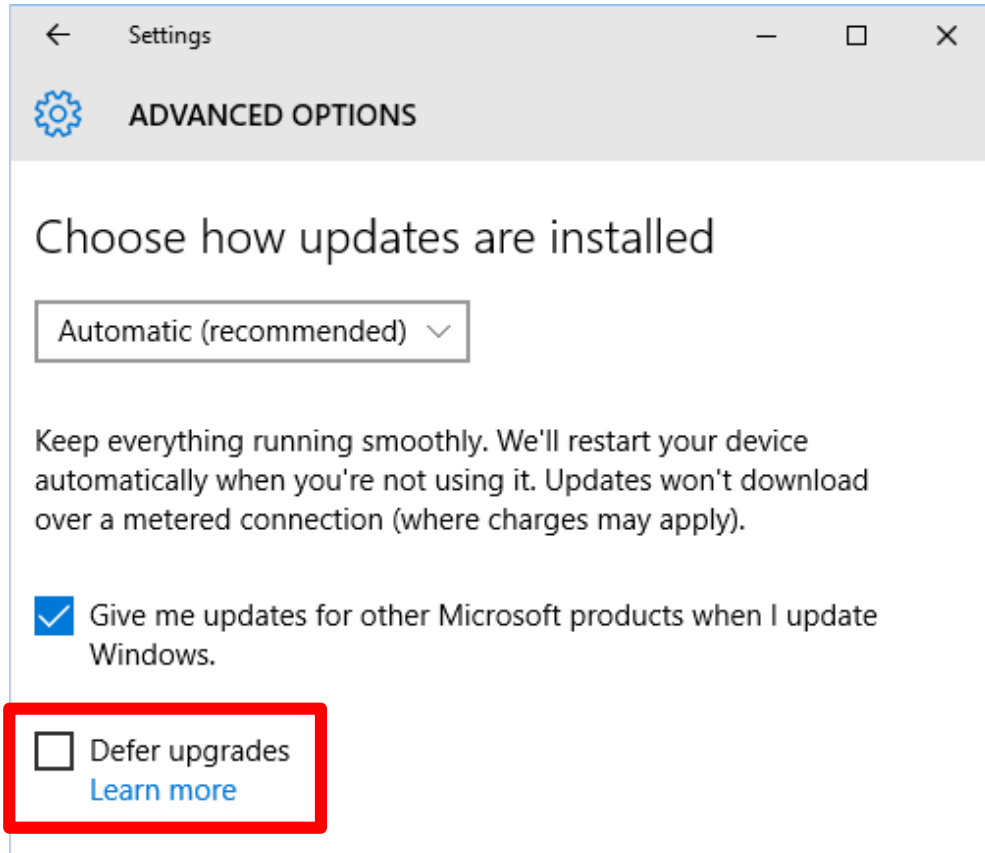 Settings
ADVANCED OPTIONS
Choose how updates are installed
Automatic (recommended)
Keep everything running smoothly. We'll restart your device
automatically when you're not using it. Updates won't download
over a metered connection (where charges may apply).
Give me updates for other Microsoft products when I update
Windows.
Defer upgrades
Learn more